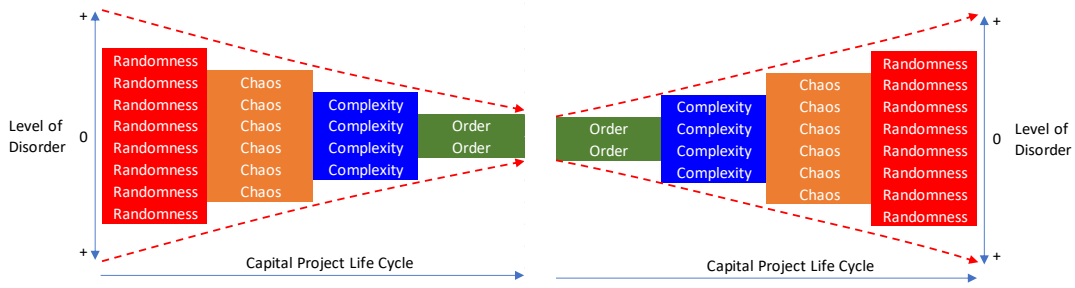 +
Level of
Disorder
0
+
Randomness
Randomness
Randomness
Randomness
Randomness
Randomness
Randomness
Randomness
Chaos
Chaos
Chaos
Chaos
Chaos
Chaos
Complexity
Complexity
Complexity
Complexity
Order
Order
Capital Project Life Cycle
Order
Order
Complexity
Complexity
Complexity
Complexity
Chaos
Chaos
Chaos
Chaos
Chaos
Chaos
Randomness
Randomness
Randomness
Randomness
Randomness
Randomness
Randomness
Randomness
+
0
Level of
Disorder
+
Capital Project Life Cycle